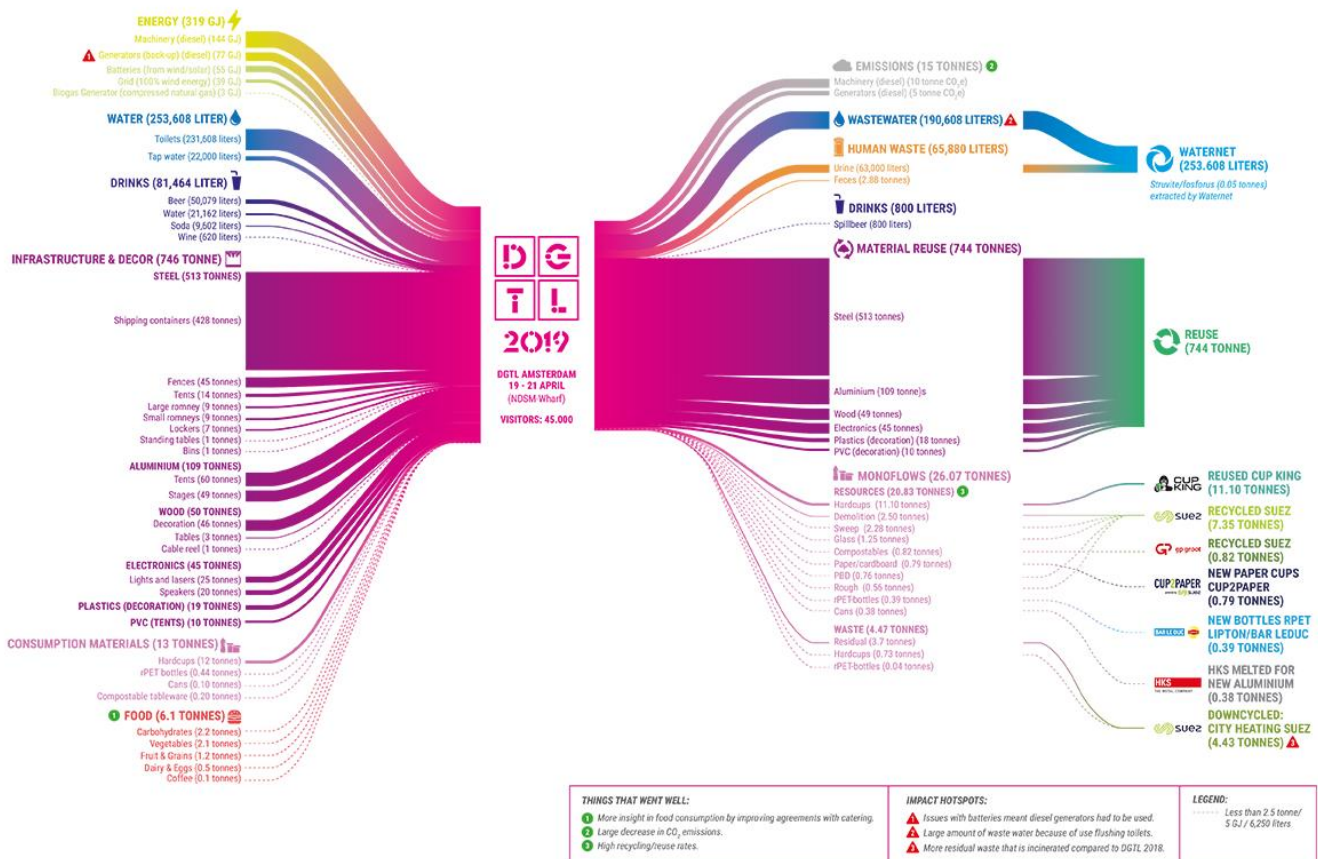 ENERGY (319 GJ)
Machinery (diesel) (144 GJ)
1 Generators (back-up) (diesel) (77 GJ)
Batteries (from wind/solar) (55 GJ)
Grid (100% wind energy) (39 GJ)
Biogas Generator (compressed natural gas) (3 GJ)
WATER (253,608 LITER)
Toilets (231,608 liters)
Tap water (22,000 liters)
DRINKS (81,464 LITER)
Beer (50,079 liters)
Water (21,162 liters)
Soda (9,602 liters)
Wine (620 liters)
INFRASTRUCTURE & DECOR (746 TONNE)
STEEL (513 TONNES)
Shipping containers (428 tonnes)
Fences (45 tonnes)
Tents (14 tonnes)
Large romney (9 tonnes)
Small romneys (9 tonnes)
Lockers (7 tonnes)
Standing tables (1 tonnes)
Bins (1 tonnes)
ALUMINIUM (109 TONNES)
Tents (60 tonnes)
Stages (49 tonnes)
WOOD (50 TONNES)
Decoration (46 tonnes)
Tables (3 tonnes)
Cable reel (1 tonnes)
ELECTRONICS (45 TONNES)
Lights and lasers (25 tonnes)
Speakers (20 tonnes)
PLASTICS (DECORATION) (19 TONNES)
PVC (TENTS) (10 TONNES)
CONSUMPTION MATERIALS (13 TONNES)
Hardcups (12 tonnes)
rPET bottles (0.44 tonnes)
Cans (0.10 tonnes)
Compostable tableware (0.20 tonnes)
1 FOOD (6.1 TONNES)
Carbohydrates (2.2 tonnes)
Vegetables (2.1 tonnes)
Fruit & Grains (1.2 tonnes)
Dairy & Eggs (0.5 tonnes)
Coffee (0.1 tonnes)
DG
TL
2019
DGTL AMSTERDAM
19 - 21 APRIL
(NDSM-Wharf)
VISITORS: 45.000
EMISSIONS (15 TONNES) 2
Machinery (diesel) (10 tonne CO₂e)
Generators (diesel) (5 tonne CO₂e)
WASTEWATER (190,608 LITERS) 2
HUMAN WASTE (65,880 LITERS)
Urine (63,000 liters)
Feces (2.88 tonnes)
DRINKS (800 LITERS)
Spillbeer (800 liters)
MATERIAL REUSE (744 TONNES)
Steel (513 tonnes)
Aluminium (109 tonne)s
Wood (49 tonnes)
Electronics (45 tonnes)
Plastics (decoration) (18 tonnes)
PVC (decoration) (10 tonnes)
MONOFLOWS (26.07 TONNES)
RESOURCES (20.83 TONNES) 3
Hardcups (11.10 tonnes)
Demolition (2.50 tonnes)
Sweep (2.28 tonnes)
Glass (1.25 tonnes)
Compostables (0.82 tonnes)
Paper/cardboard (0.79 tonnes)
PBD (0.76 tonnes)
Rough (0.56 tonnes)
rPET-bottles (0.39 tonnes)
Cans (0.38 tonnes)
WASTE (4.47 TONNES)
Residual (3.7 tonnes)
Hardcups (0.73 tonnes)
rPET-bottles (0.04 tonnes)
WATERNET
(253.608 LITERS)
Struvite/fosforus (0.05 tonnes)
extracted by Waternet
REUSE
(744 TONNE)
CUP KING
REUSED CUP KING
(11.10 TONNES)
suez
RECYCLED SUEZ
(7.35 TONNES)
gp groot
RECYCLED SUEZ
(0.82 TONNES)
CUP2PAPER
NEW PAPER CUPS
CUP2PAPER
(0.79 TONNES)
BAR LE DUC
NEW BOTTLES RPET
LIPTON/BAR LEDUC
(0.39 TONNES)
HKS
THE METAL COMPANY
HKS MELTED FOR
NEW ALUMINIUM
(0.38 TONNES)
suez
DOWNCYCLED:
CITY HEATING SUEZ
(4.43 TONNES) 3
THINGS THAT WENT WELL:
1 More insight in food consumption by improving agreements with catering.
2 Large decrease in CO₂ emissions.
3 High recycling/reuse rates.
IMPACT HOTSPOTS:
1 Issues with batteries meant diesel generators had to be used.
2 Large amount of waste water because of use flushing toilets.
3 More residual waste that is incinerated compared to DGTL 2018.
LEGEND:
Less than 2.5 tonne/
5 GJ / 6,250 liters